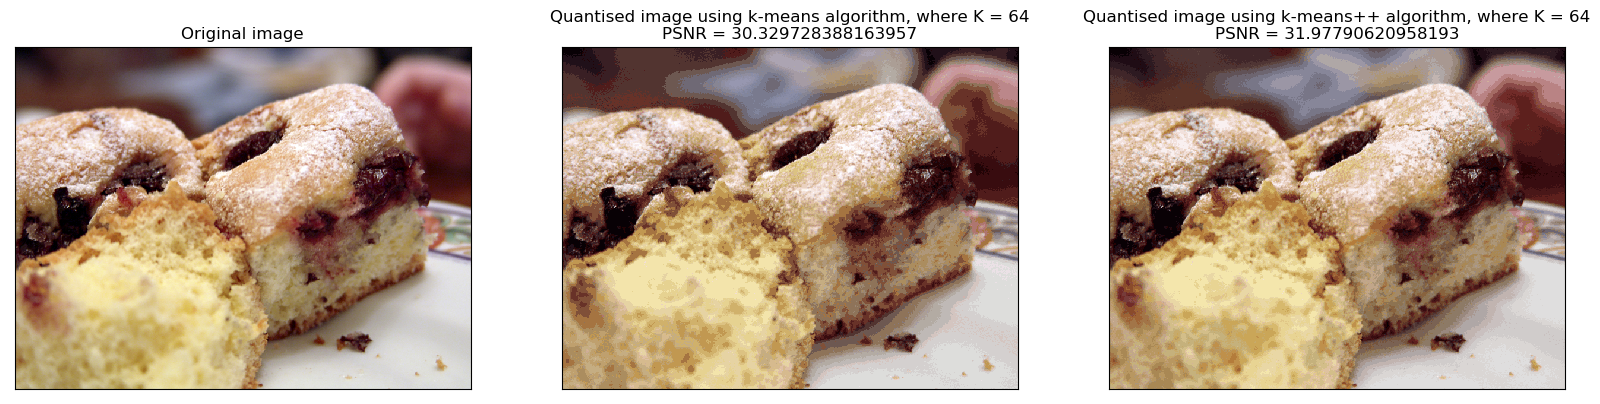 Original image
Quantised image using k-means algorithm, where K = 64
PSNR = 30.329728388163957
Quantised image using k-means++ algorithm, where K = 64
PSNR = 31.97790620958193